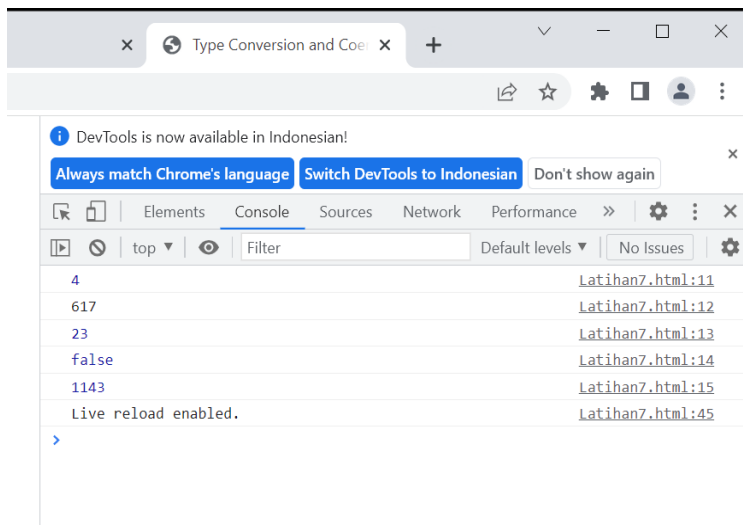 Type Conversion and Coe
DevTools is now available in Indonesian!
Always match Chrome's language Switch DevTools to Indonesian Don't show again
Elements Console Sources Network Performance
top Filter Default levels No Issues
4 Latihan7.html:11
617 Latihan7.html:12
23 Latihan7.html:13
false Latihan7.html:14
1143 Latihan7.html:15
Live reload enabled. Latihan7.html:45